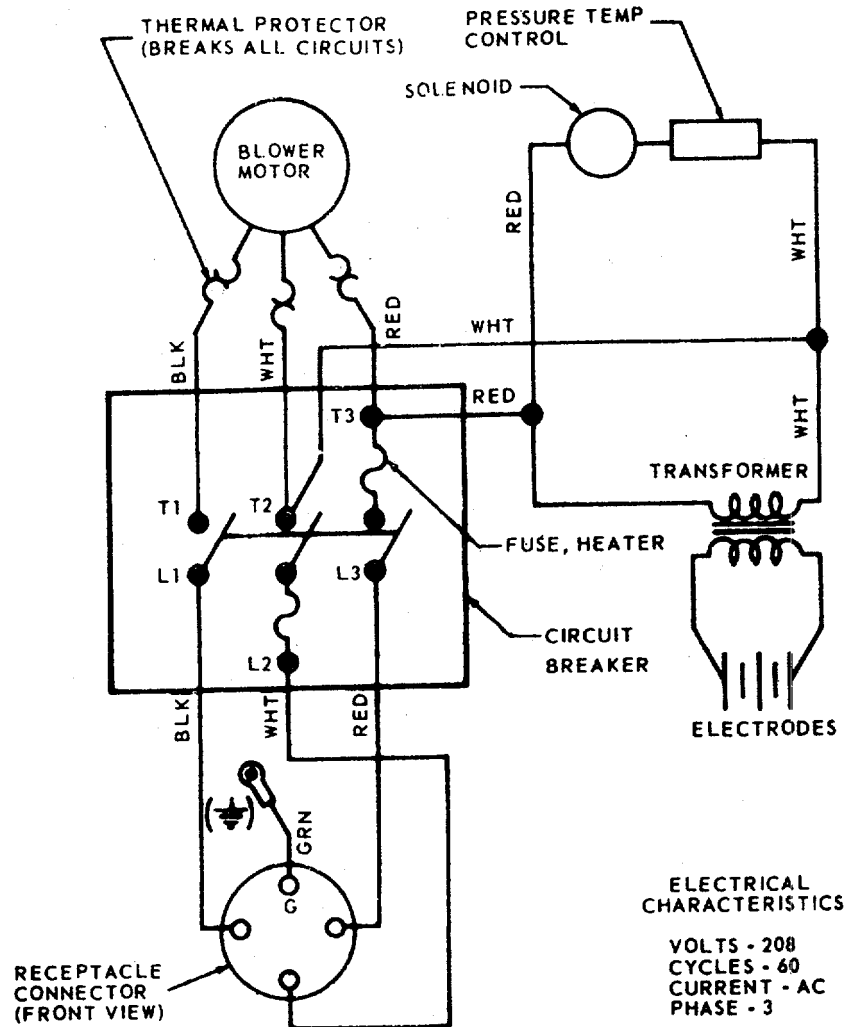 THERMAL PROTECTOR
(BREAKS ALL CIRCUITS)
PRESSURE TEMP
CONTROL
SOLENOID
BLOWER
MOTOR
RED
WHT
BLK
WHT
RED
WHT
RED
WHT
T3
TRANSFORMER
T1
T2
FUSE, HEATER
L1
L3
CIRCUIT
BREAKER
L2
ELECTRODES
BLK
WHT
RED
GRN
G
ELECTRICAL
CHARACTERISTICS
VOLTS - 208
CYCLES - 60
CURRENT - AC
PHASE - 3
RECEPTACLE
CONNECTOR
(FRONT VIEW)